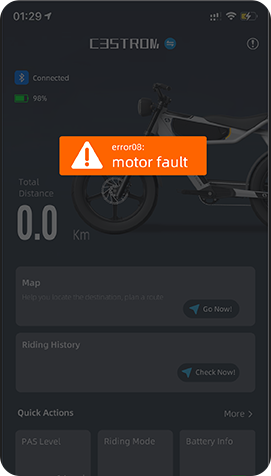 01:29
C3STROM
Connected
98%
error08:
motor fault
Total
Distance
0.0 Km
Map
Help you locate the destination, plan a route
Go Now!
Riding History
Check Now!
Quick Actions
More >
PAS Level
Riding Mode
Battery Info